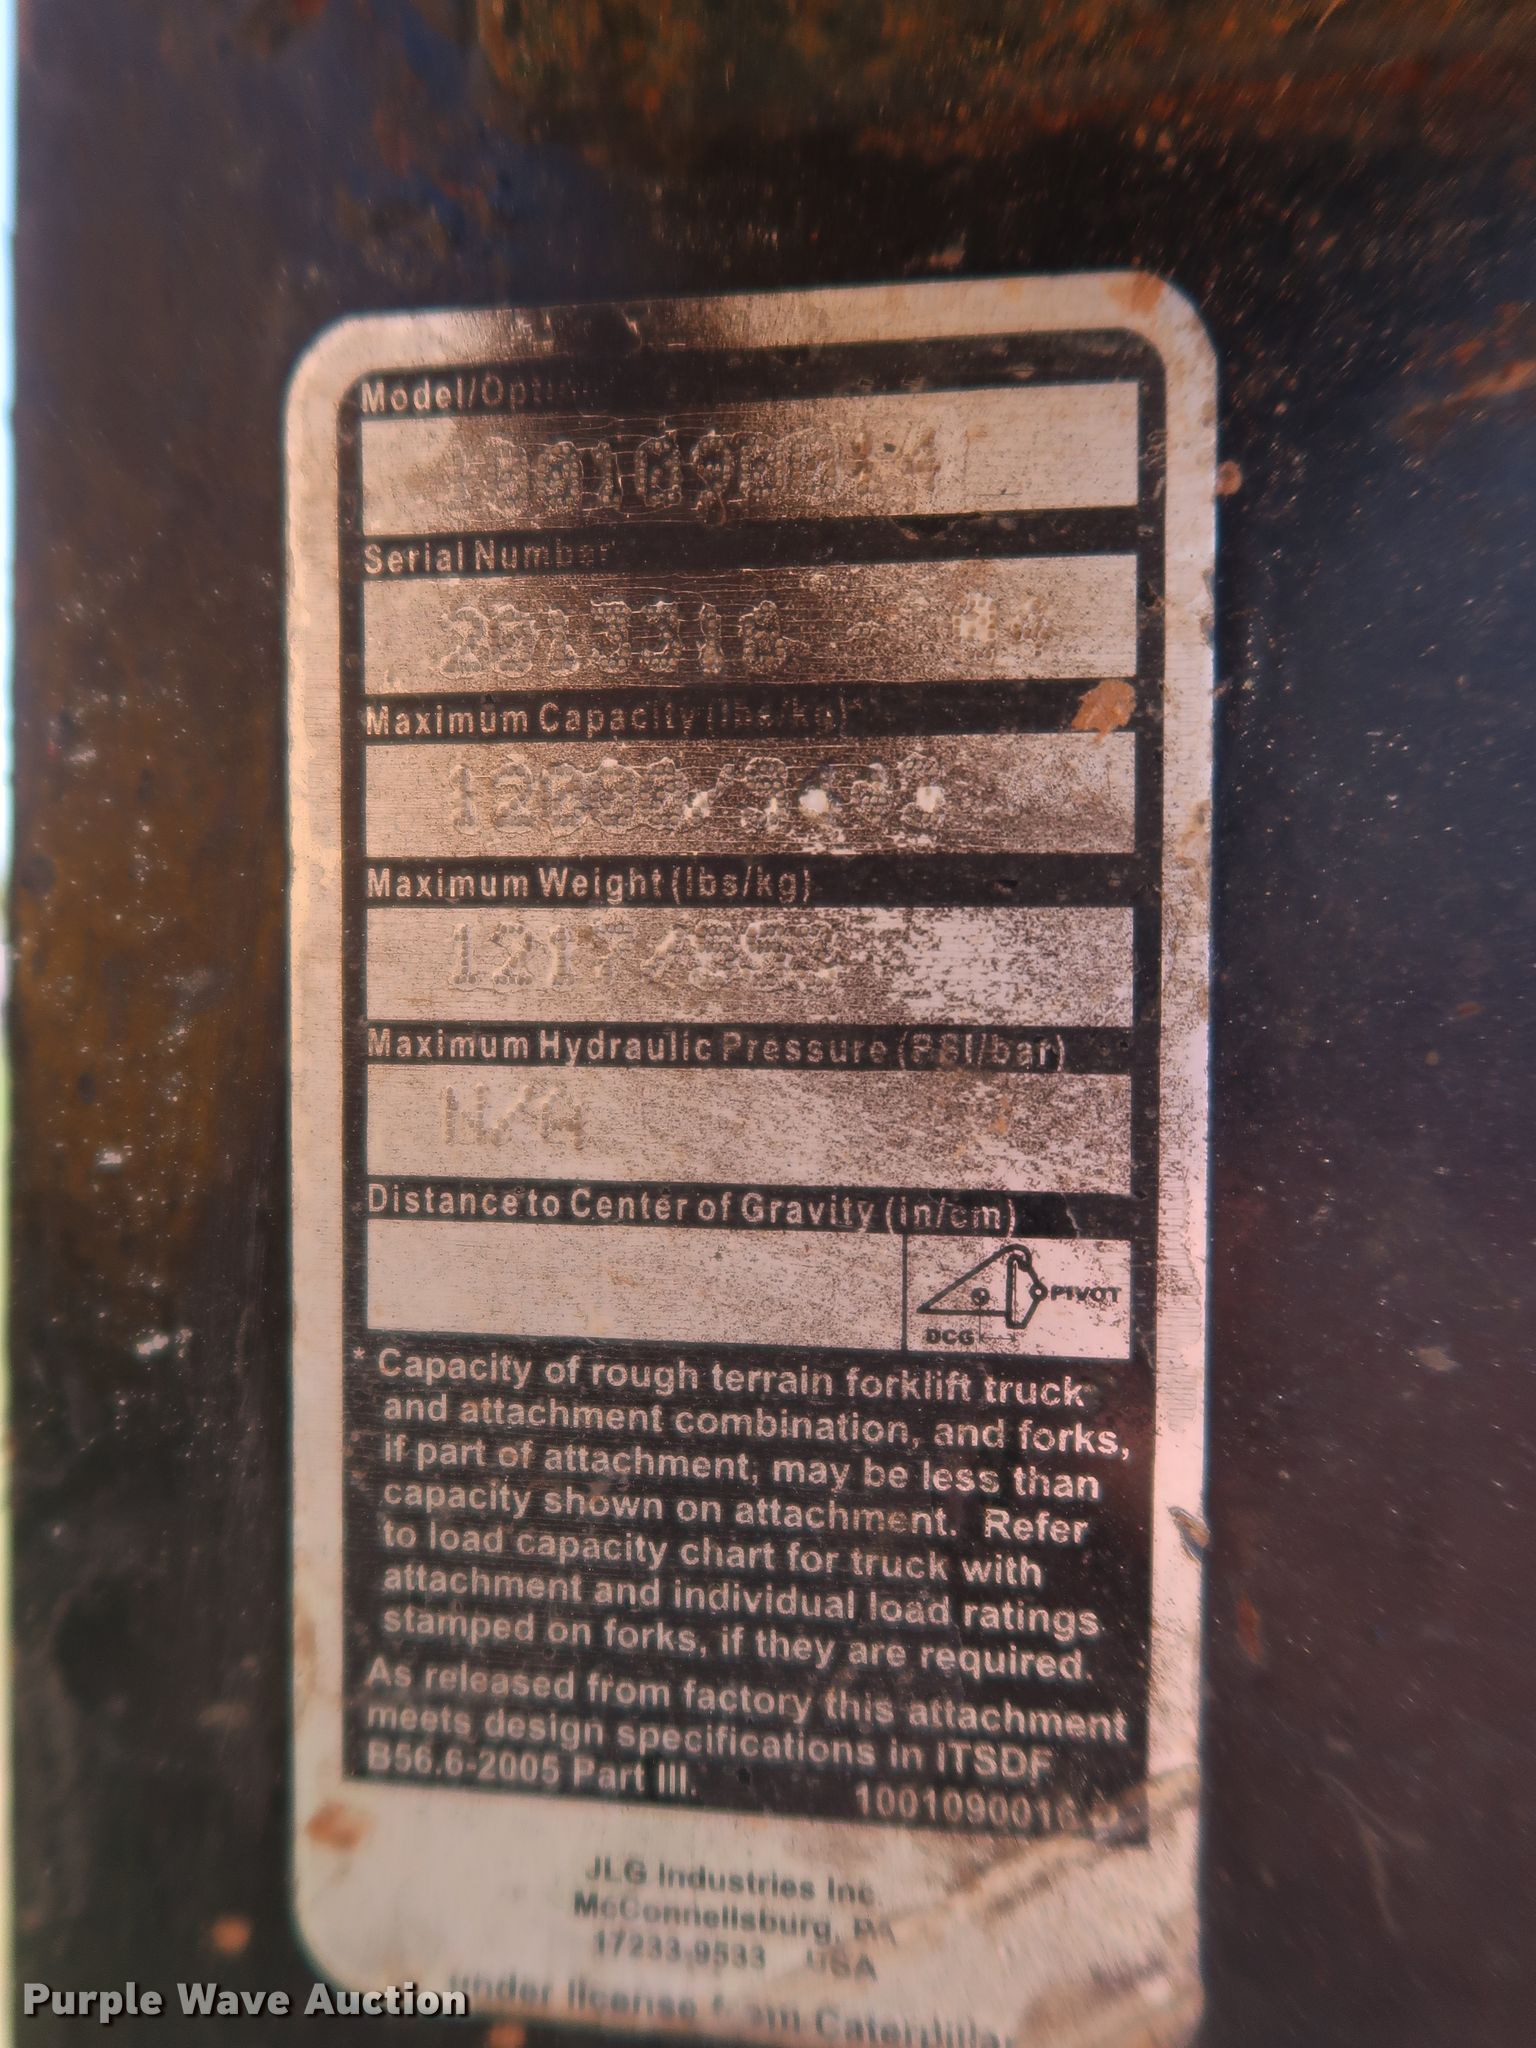 Model/Option
Serial Number
Maximum Capacity (lbs/kg)*
Maximum Weight (lbs/kg)
Maximum Hydraulic Pressure (PSI/bar)
N/A
Distance to Center of Gravity (in/cm)
PIVOT
DCG
* Capacity of rough terrain forklift truck
and attachment combination, and forks,
if part of attachment, may be less than
capacity shown on attachment. Refer
to load capacity chart for truck with
attachment and individual load ratings
stamped on forks, if they are required.
As released from factory this attachment
meets design specifications in ITSDF
B56.6-2005 Part III.
JLG Industries Inc.
McConnellsburg, PA
17233-9533 USA
under license from Caterpillar
Purple Wave Auction